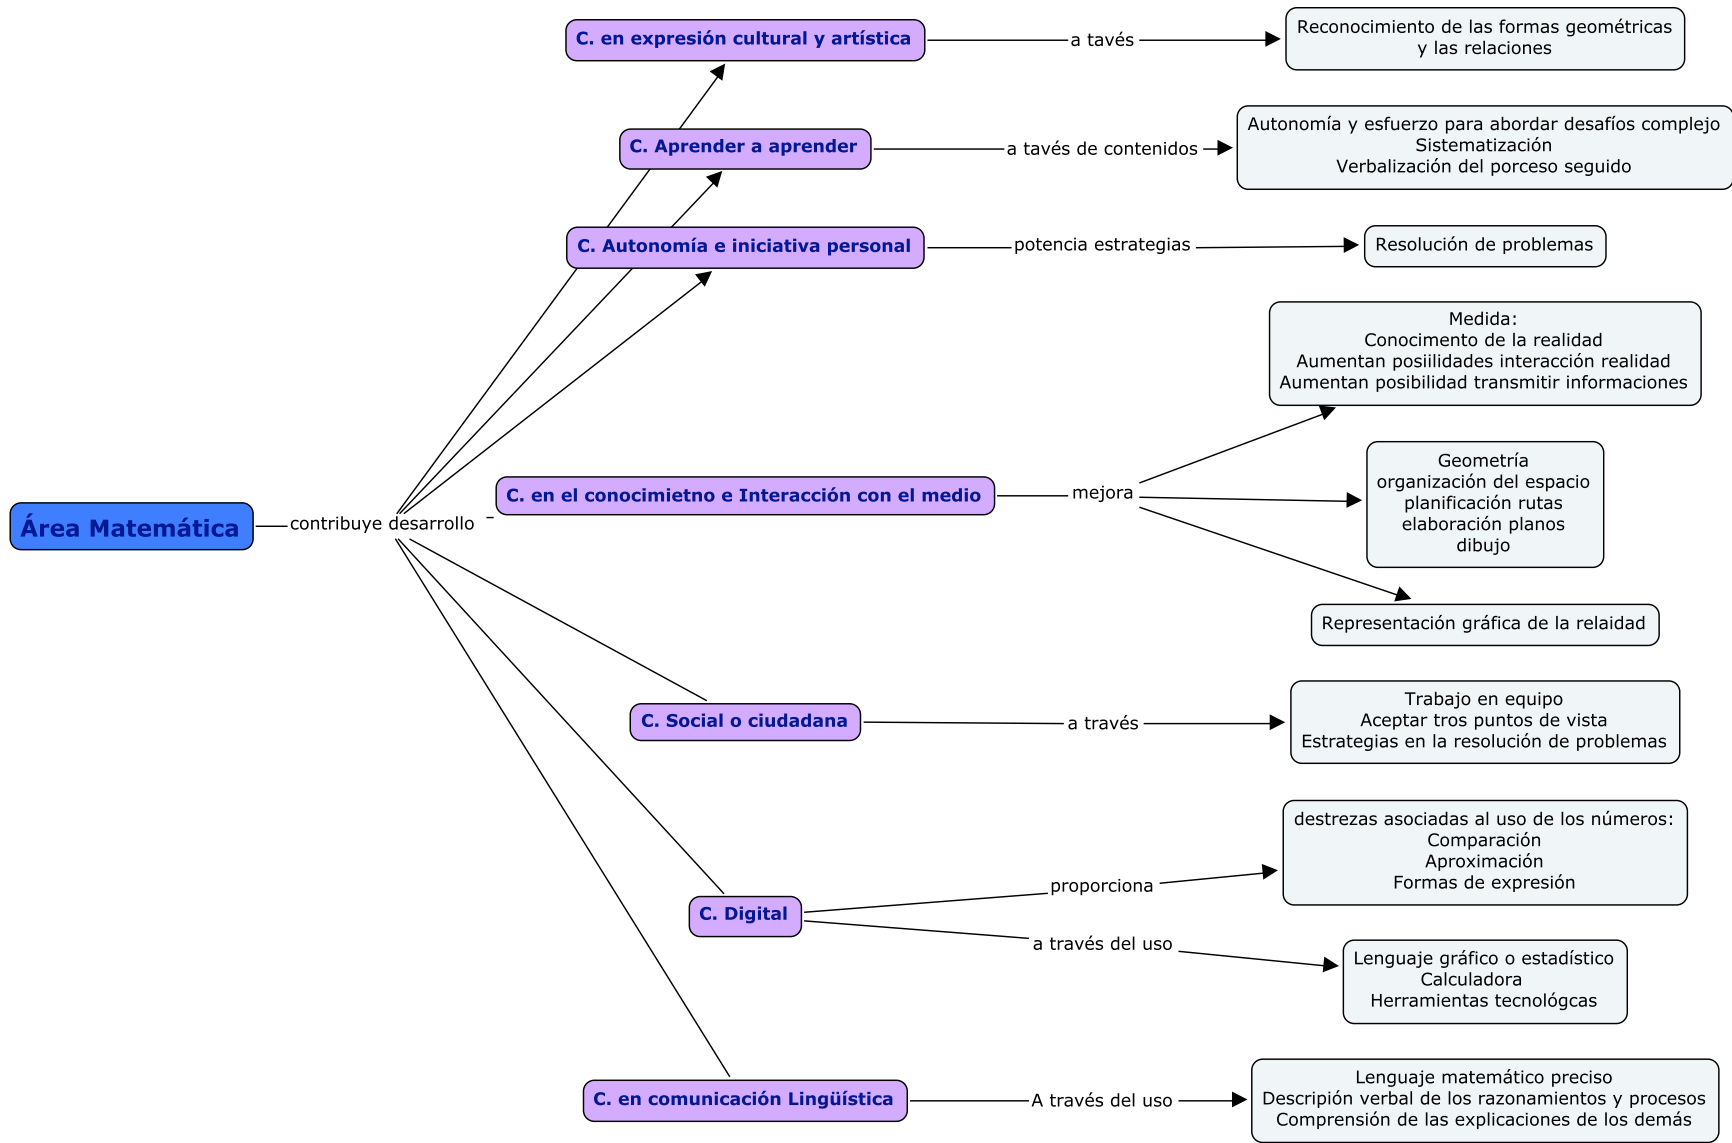 C. en expresión cultural y artística
a tavés
Reconocimiento de las formas geométricas
y las relaciones
C. Aprender a aprender
a tavés de contenidos
Autonomía y esfuerzo para abordar desafíos complejo
Sistematización
Verbalización del porceso seguido
C. Autonomía e iniciativa personal
potencia estrategias
Resolución de problemas
Área Matemática
contribuye desarrollo
C. en el conocimietno e Interacción con el medio
mejora
Medida:
Conocimento de la realidad
Aumentan posiilidades interacción realidad
Aumentan posibilidad transmitir informaciones
Geometría
organización del espacio
planificación rutas
elaboración planos
dibujo
Representación gráfica de la relaidad
C. Social o ciudadana
a través
Trabajo en equipo
Aceptar tros puntos de vista
Estrategias en la resolución de problemas
C. Digital
proporciona
destrezas asociadas al uso de los números:
Comparación
Aproximación
Formas de expresión
a través del uso
Lenguaje gráfico o estadístico
Calculadora
Herramientas tecnológcas
C. en comunicación Lingüística
A través del uso
Lenguaje matemático preciso
Descripión verbal de los razonamientos y procesos
Comprensión de las explicaciones de los demás